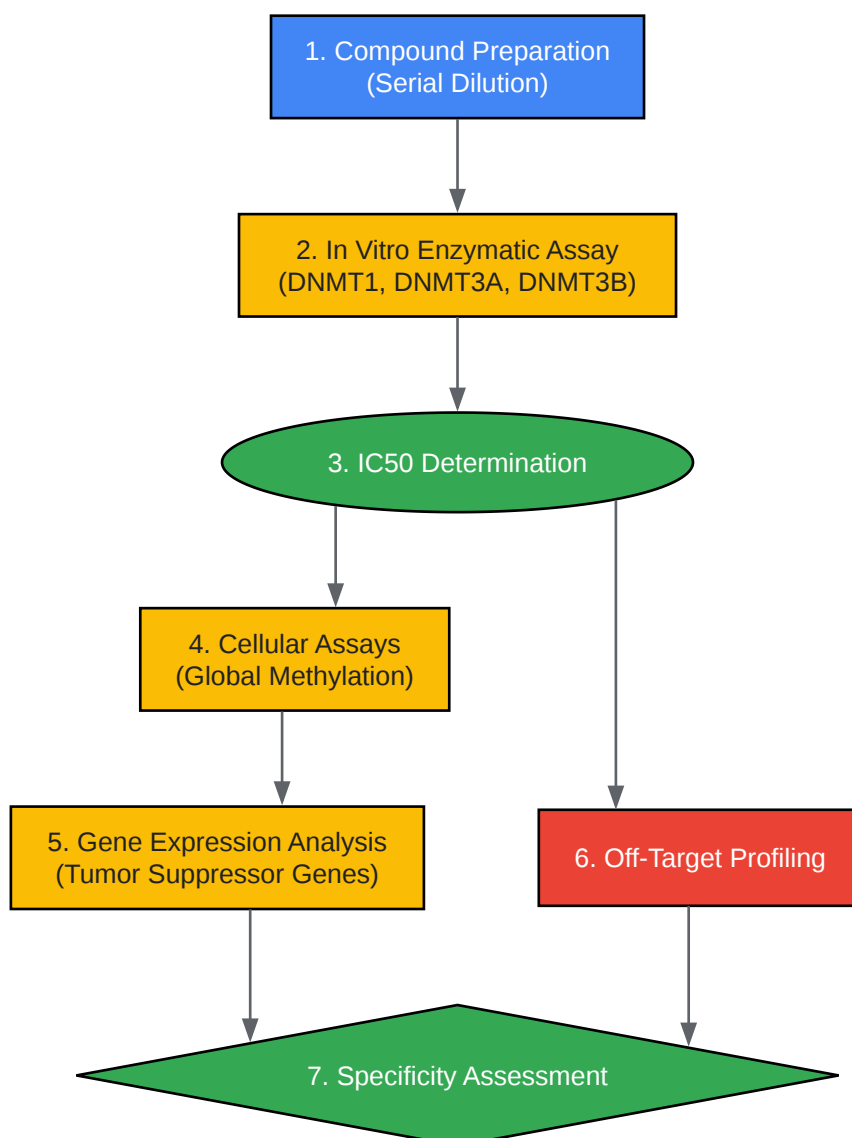 1. Compound Preparation
(Serial Dilution)
2. In Vitro Enzymatic Assay
(DNMT1, DNMT3A, DNMT3B)
3. IC50 Determination
4. Cellular Assays
(Global Methylation)
5. Gene Expression Analysis
(Tumor Suppressor Genes)
6. Off-Target Profiling
7. Specificity Assessment